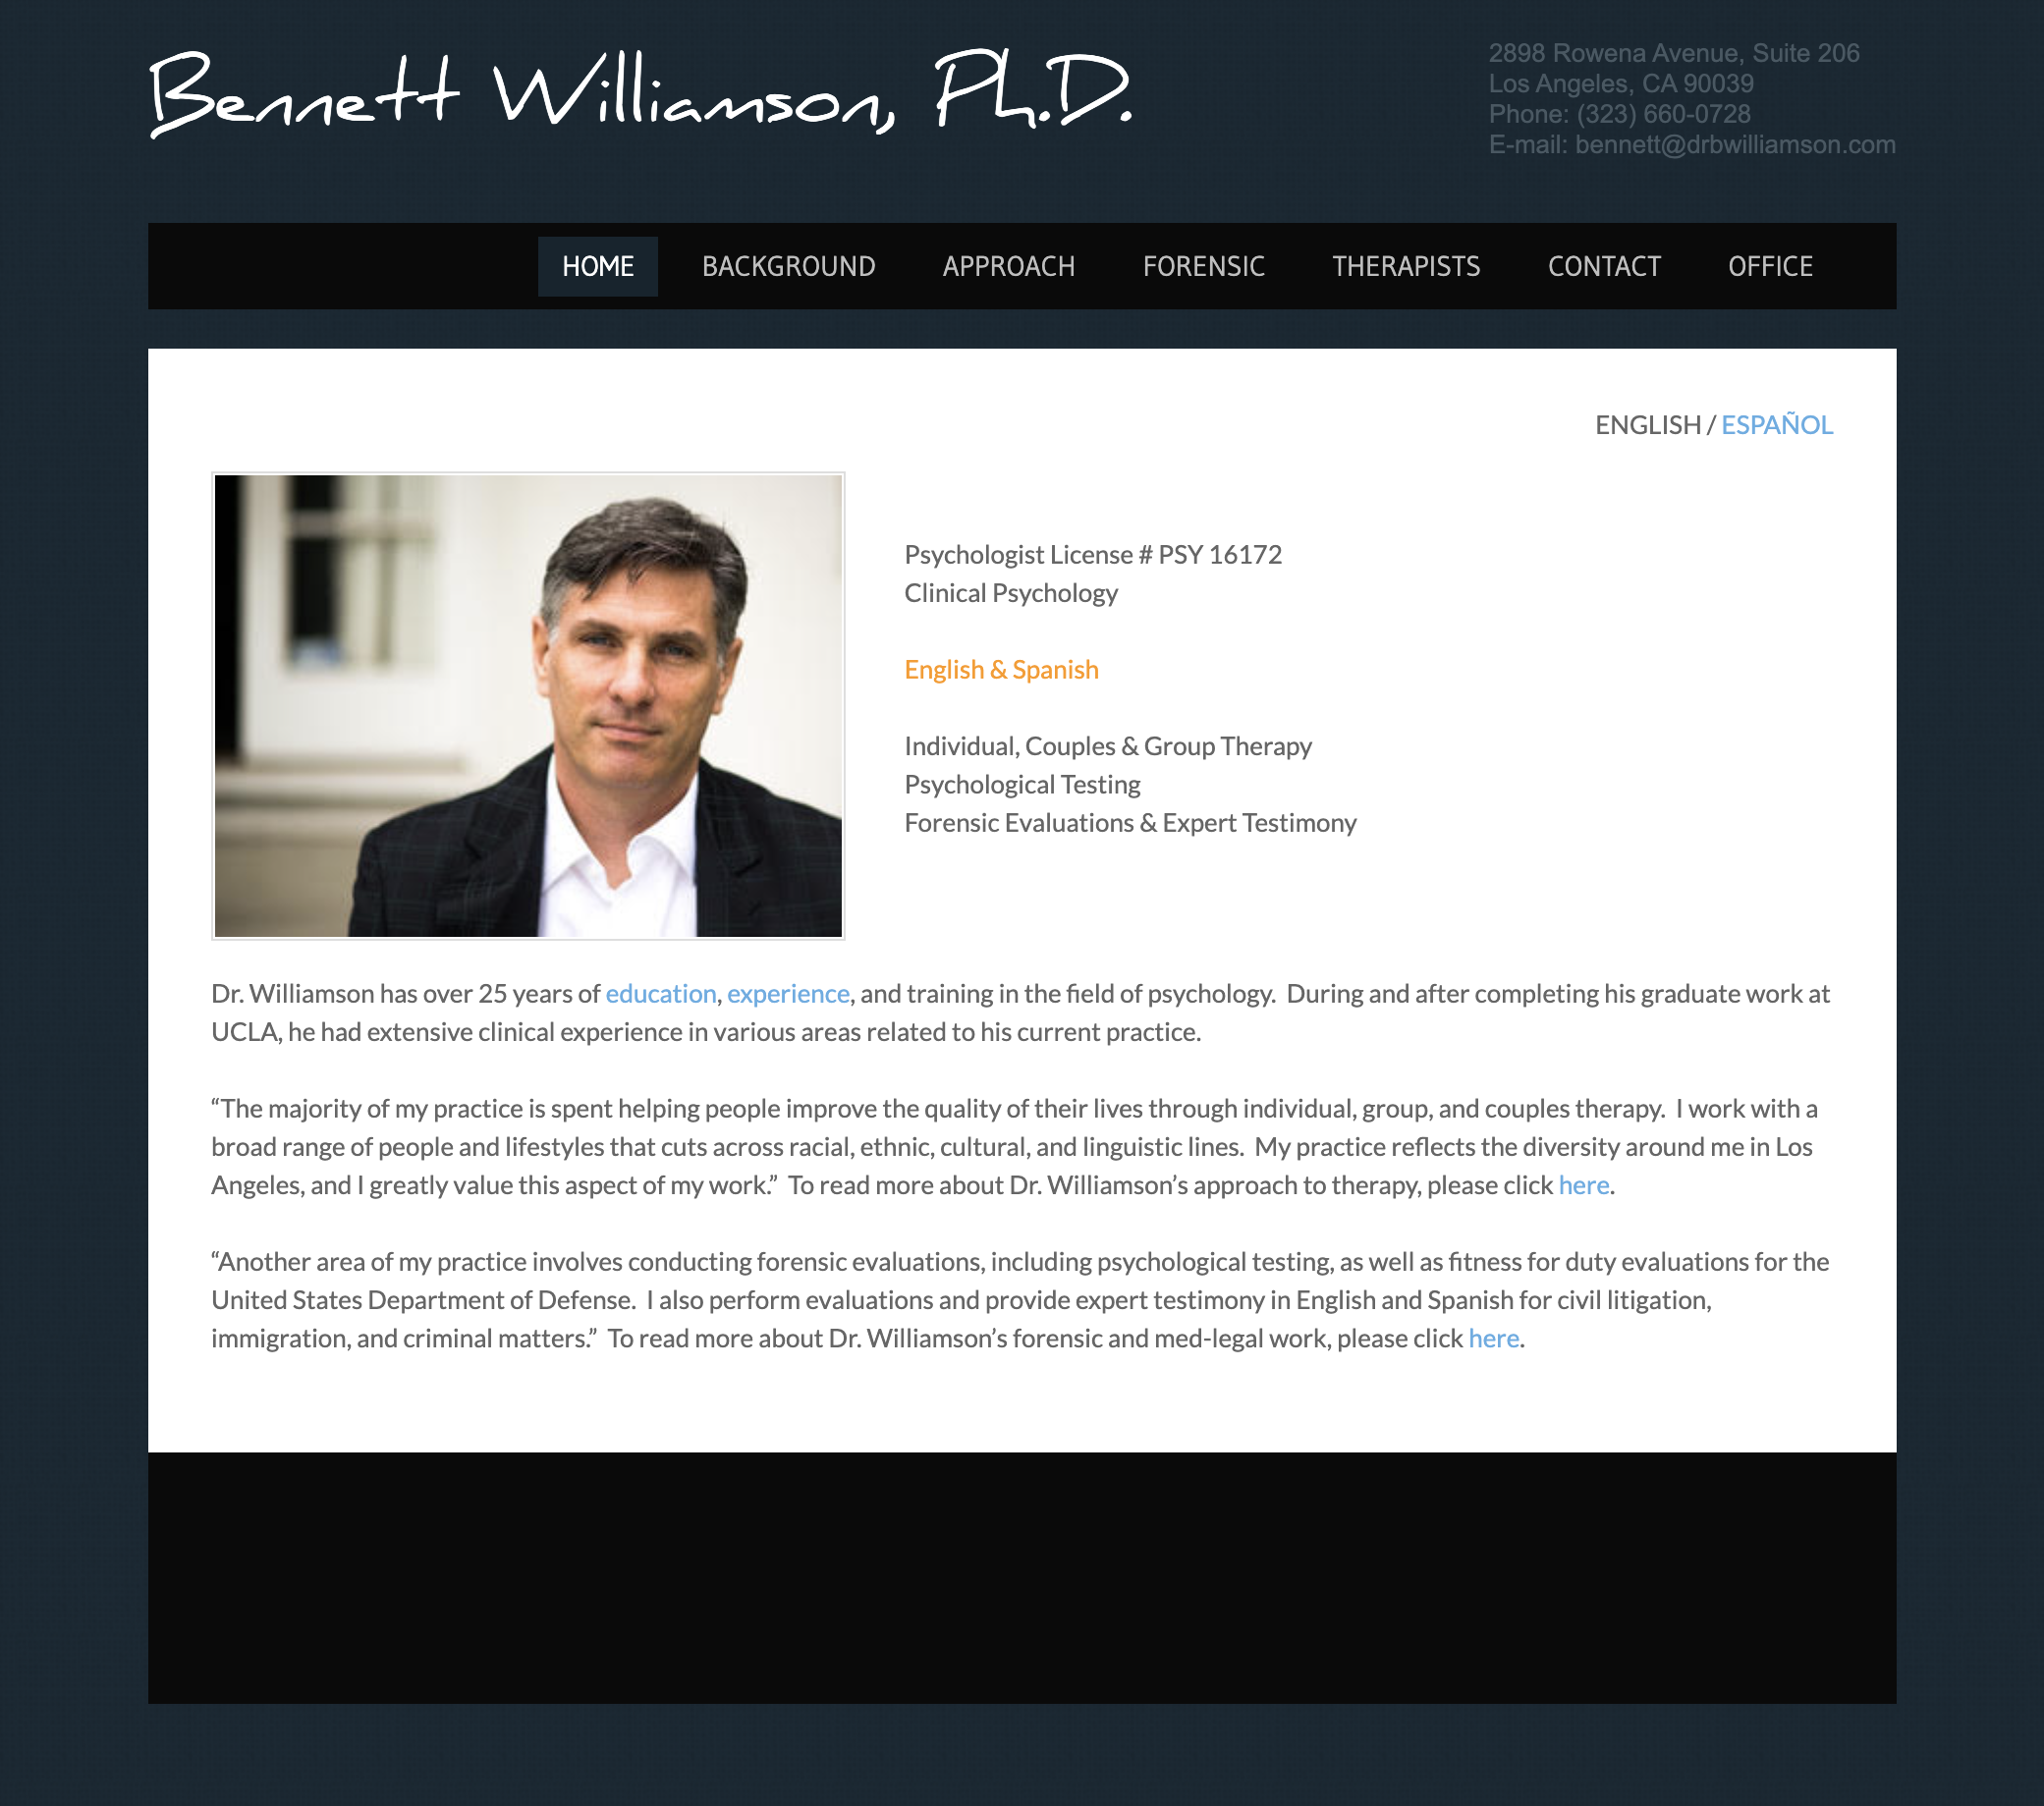 Bennett Williamson, Ph.D.
2898 Rowena Avenue, Suite 206
Los Angeles, CA 90039
Phone: (323) 660-0728
E-mail: bennett@drbwilliamson.com
HOME BACKGROUND APPROACH FORENSIC THERAPISTS CONTACT OFFICE
ENGLISH / ESPAÑOL
Psychologist License # PSY 16172
Clinical Psychology
English & Spanish
Individual, Couples & Group Therapy
Psychological Testing
Forensic Evaluations & Expert Testimony
Dr. Williamson has over 25 years of education, experience, and training in the field of psychology.  During and after completing his graduate work at
UCLA, he had extensive clinical experience in various areas related to his current practice.
“The majority of my practice is spent helping people improve the quality of their lives through individual, group, and couples therapy.  I work with a
broad range of people and lifestyles that cuts across racial, ethnic, cultural, and linguistic lines.  My practice reflects the diversity around me in Los
Angeles, and I greatly value this aspect of my work.”  To read more about Dr. Williamson’s approach to therapy, please click here.
“Another area of my practice involves conducting forensic evaluations, including psychological testing, as well as fitness for duty evaluations for the
United States Department of Defense.  I also perform evaluations and provide expert testimony in English and Spanish for civil litigation,
immigration, and criminal matters.”  To read more about Dr. Williamson’s forensic and med-legal work, please click here.